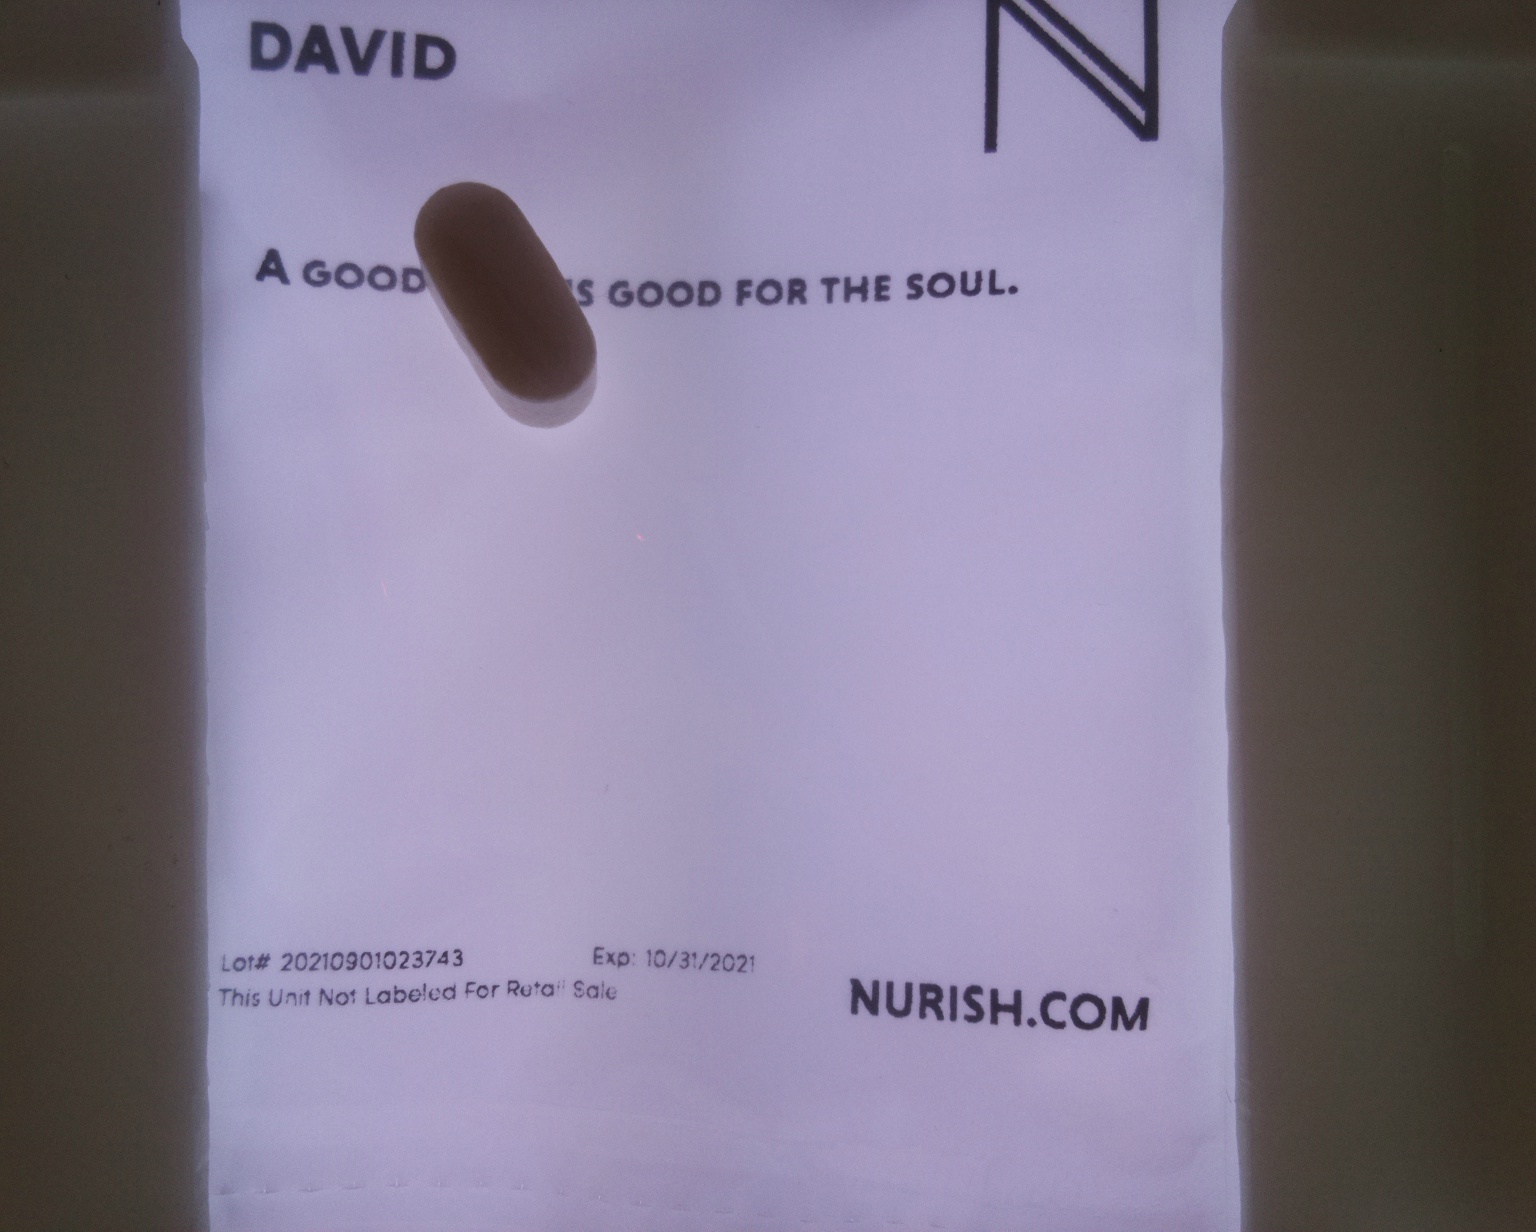 DAVID
N
A GOOD IS GOOD FOR THE SOUL.
Lot# 20210901023743 Exp: 10/31/2021
This Unit Not Labeled For Retail Sale
NURISH.COM